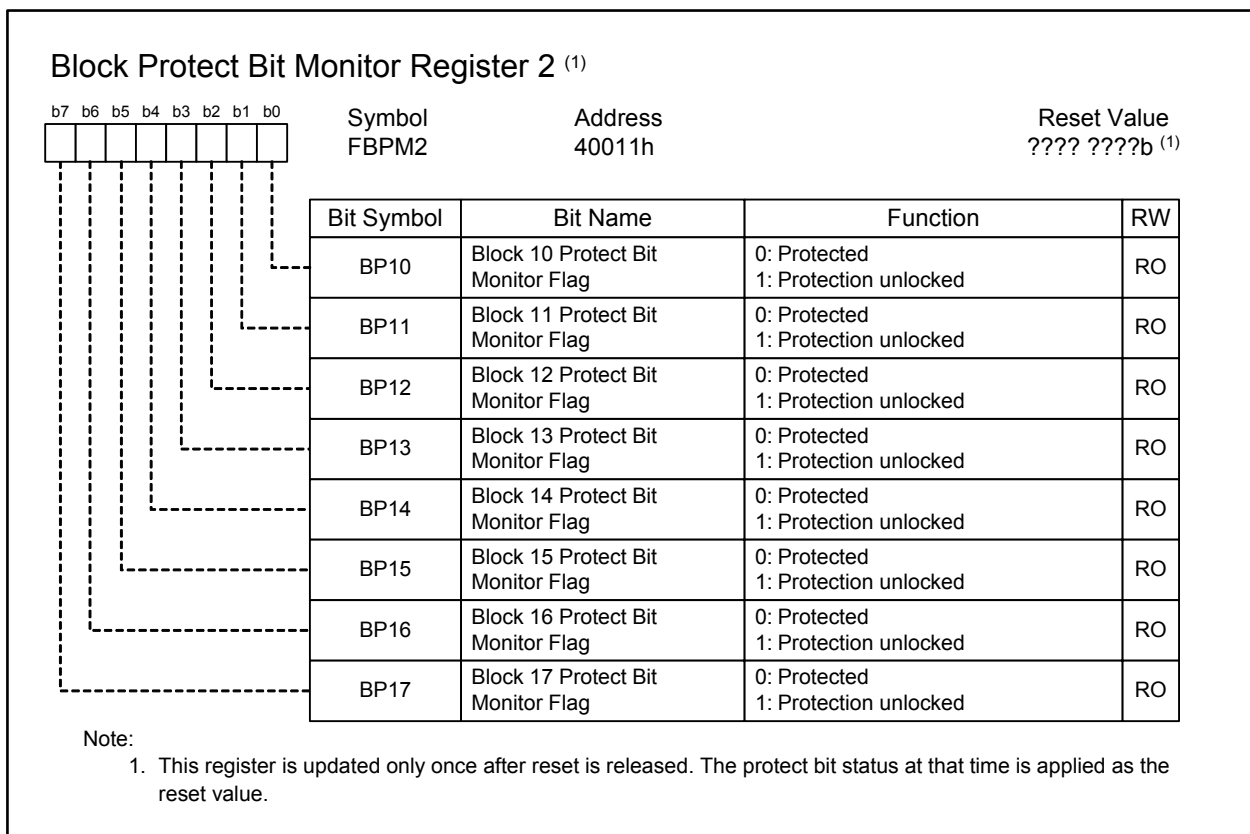 Block Protect Bit Monitor Register 2 (1)
b7 b6 b5 b4 b3 b2 b1 b0
Symbol Address Reset Value
FBPM2 40011h ???? ????b (1)
Bit Symbol Bit Name Function RW
BP10 Block 10 Protect Bit Monitor Flag 0: Protected 1: Protection unlocked RO
BP11 Block 11 Protect Bit Monitor Flag 0: Protected 1: Protection unlocked RO
BP12 Block 12 Protect Bit Monitor Flag 0: Protected 1: Protection unlocked RO
BP13 Block 13 Protect Bit Monitor Flag 0: Protected 1: Protection unlocked RO
BP14 Block 14 Protect Bit Monitor Flag 0: Protected 1: Protection unlocked RO
BP15 Block 15 Protect Bit Monitor Flag 0: Protected 1: Protection unlocked RO
BP16 Block 16 Protect Bit Monitor Flag 0: Protected 1: Protection unlocked RO
BP17 Block 17 Protect Bit Monitor Flag 0: Protected 1: Protection unlocked RO
Note:
1. This register is updated only once after reset is released. The protect bit status at that time is applied as the
reset value.